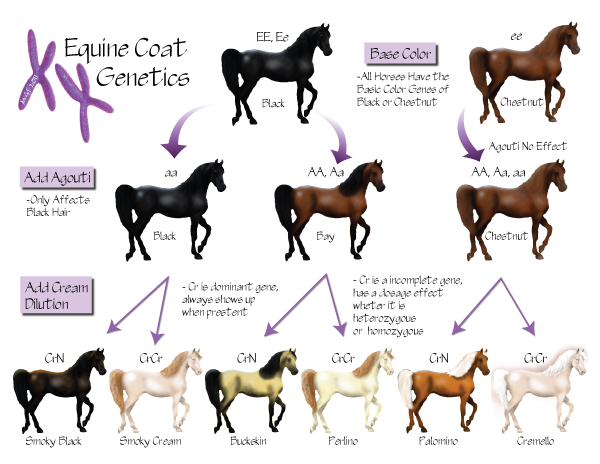 Equine Coat
Genetics
EE, Ee
Black
Base Color
-All Horses Have the
Basic Color Genes of
Black or Chestnut
ee
Chestnut
Agouti No Effect
Add Agouti
-Only Affects
Black Hair
aa
Black
AA, Aa
Bay
AA, Aa, aa
Chestnut
Add Cream
Dilution
- Cr is dominant gene,
always shows up
when prestent
- Cr is a incomplete gene,
has a dosage effect
wheter it is
heterozygous
or homozygous
CrN
Smoky Black
CrCr
Smoky Cream
CrN
Buckskin
CrCr
Perlino
CrN
Palomino
CrCr
Cremello